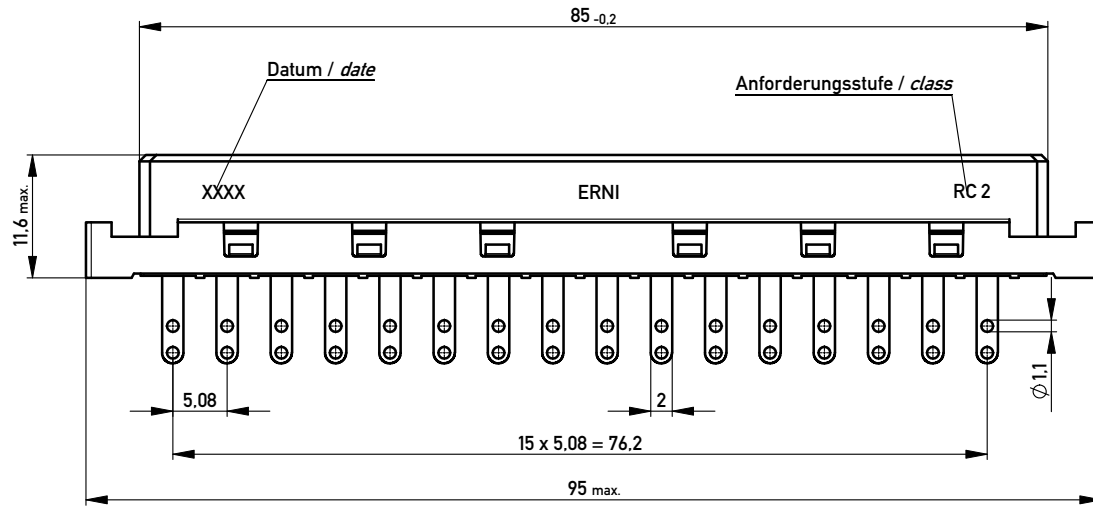 85 -0,2
Datum / date
Anforderungsstufe / class
11,6 max.
XXXX
ERNI
RC 2
5,08
2
Ø1.1
15 x 5,08 = 76,2
95 max.